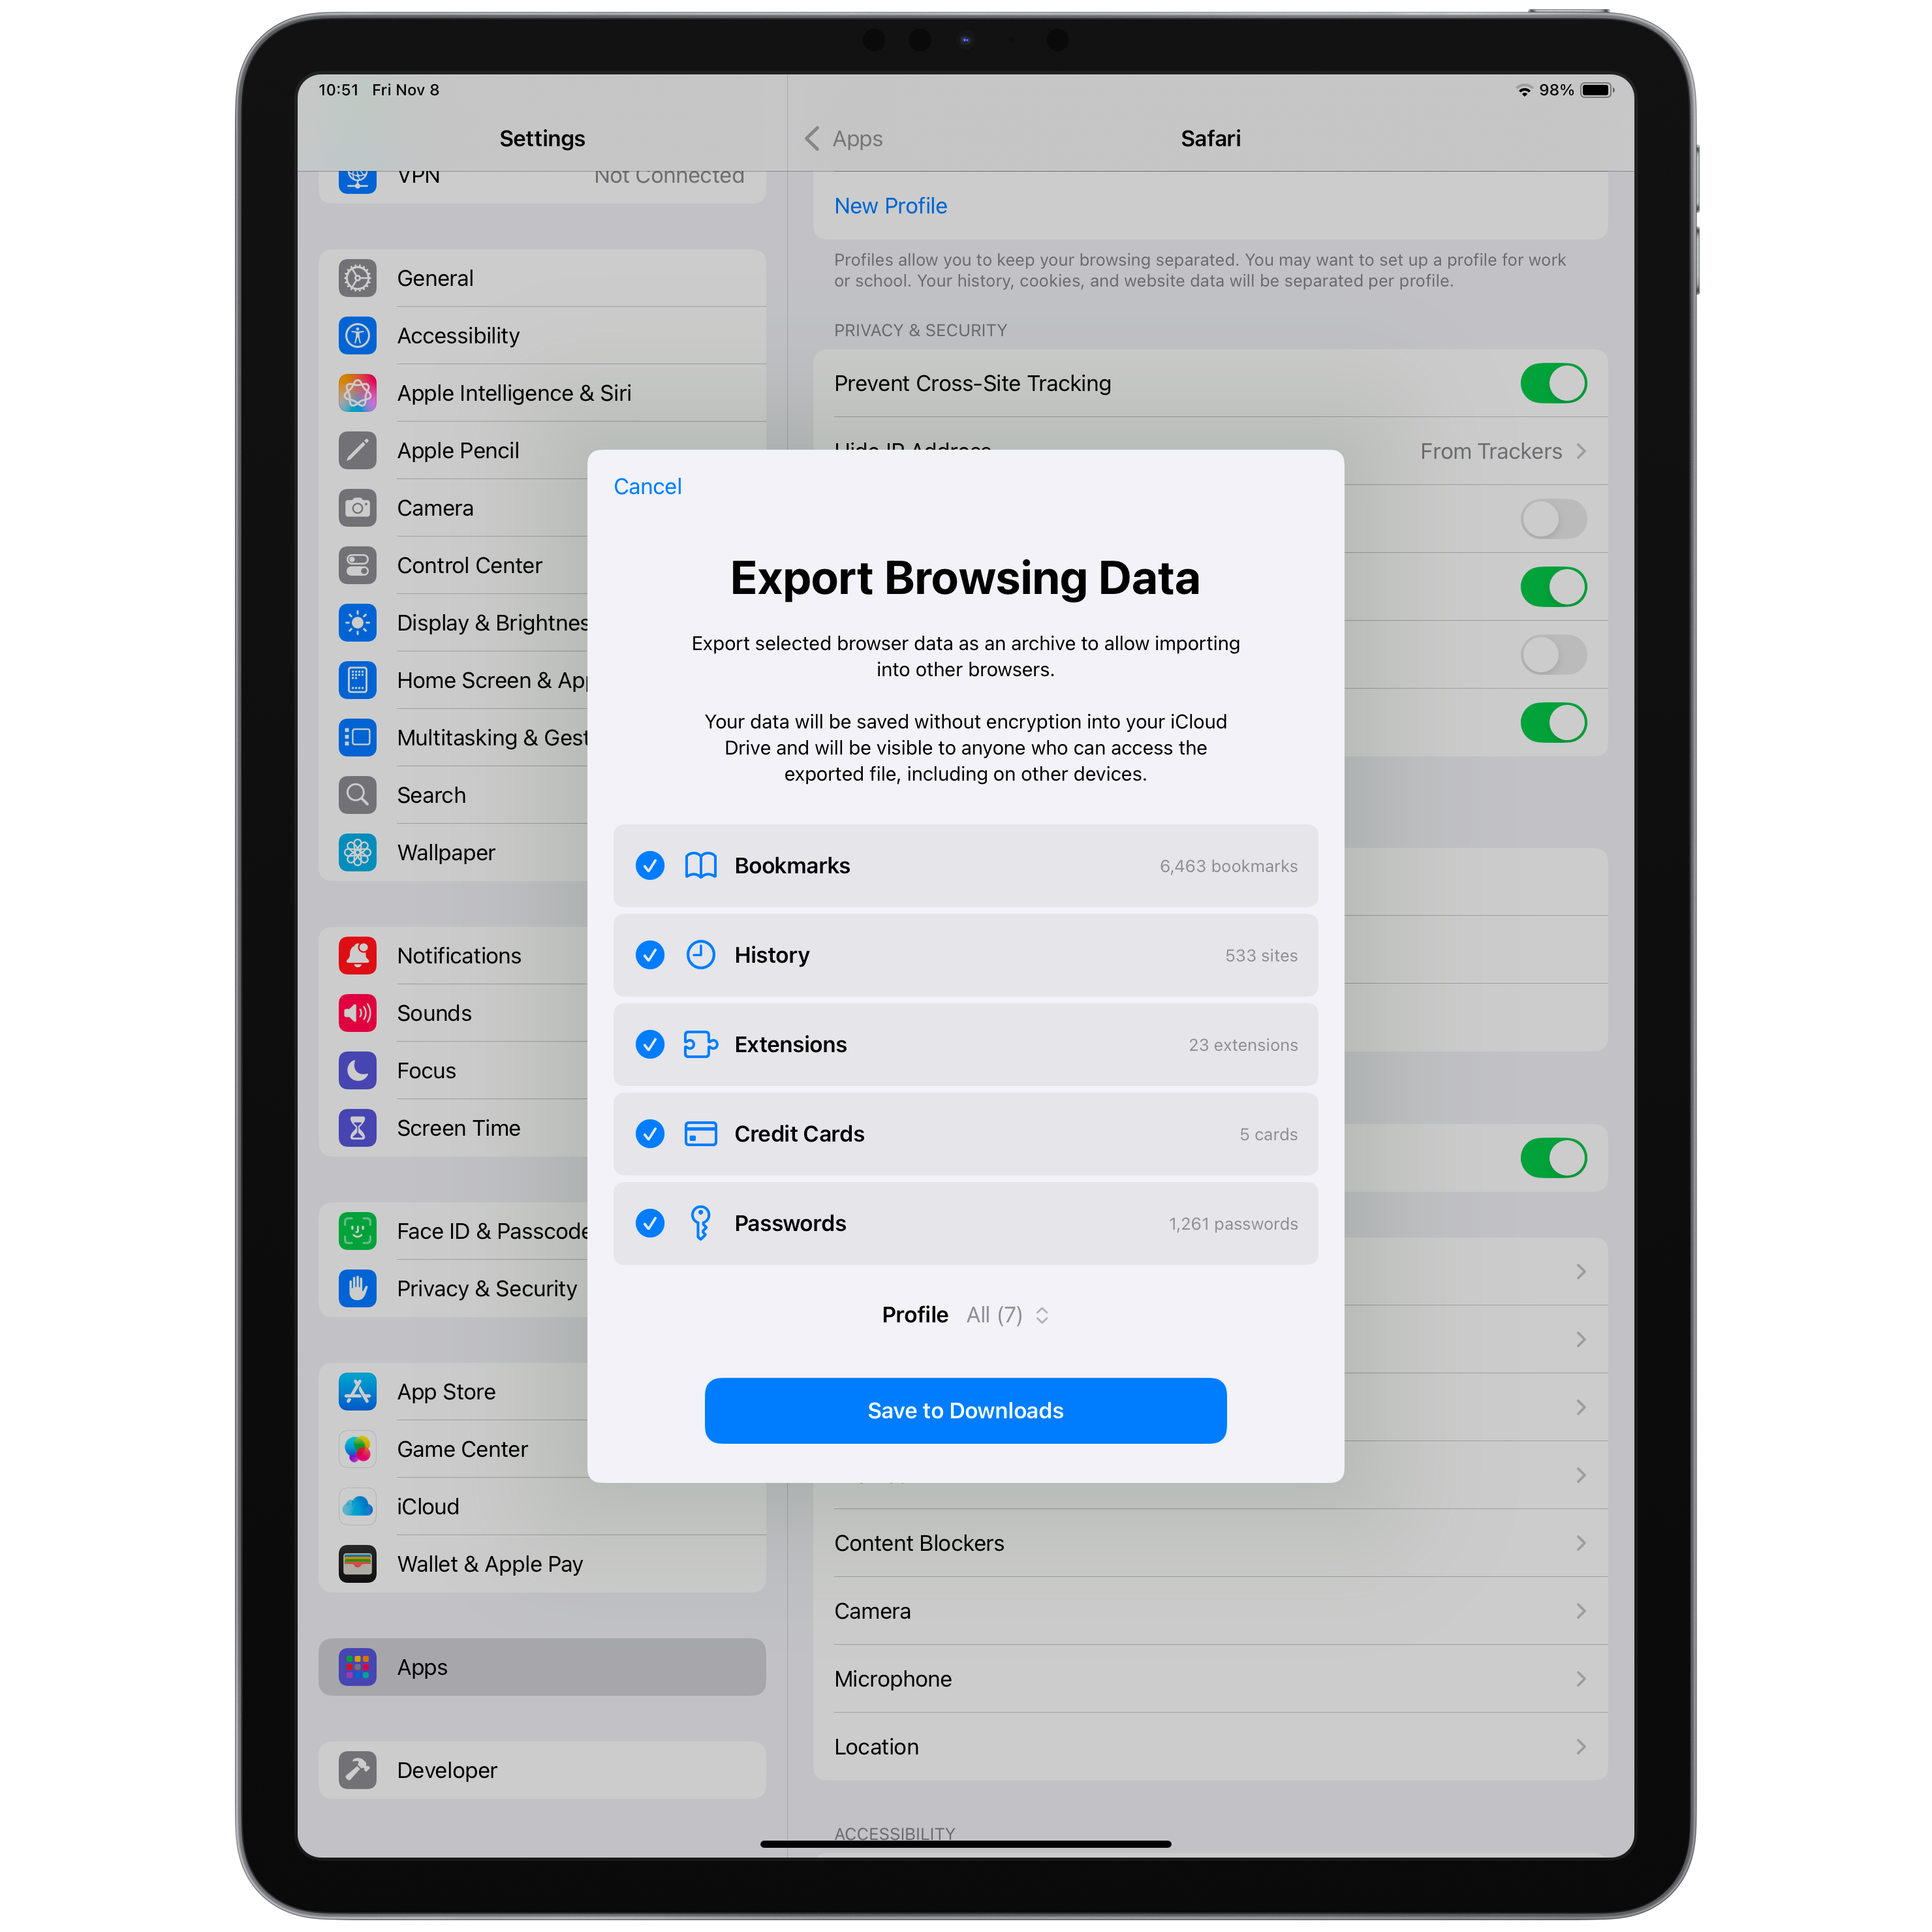 10:51 Fri Nov 8
98%
Settings
VPN Not Connected
General
Accessibility
Apple Intelligence & Siri
Apple Pencil
Camera
Control Center
Display & Brightnes
Home Screen & Ap
Multitasking & Gest
Search
Wallpaper
Notifications
Sounds
Focus
Screen Time
Face ID & Passcode
Privacy & Security
App Store
Game Center
iCloud
Wallet & Apple Pay
Apps
Developer
Apps
Safari
New Profile
Profiles allow you to keep your browsing separated. You may want to set up a profile for work
or school. Your history, cookies, and website data will be separated per profile.
PRIVACY & SECURITY
Prevent Cross-Site Tracking
Hide IP Address From Trackers
Cancel
Export Browsing Data
Export selected browser data as an archive to allow importing
into other browsers.
Your data will be saved without encryption into your iCloud
Drive and will be visible to anyone who can access the
exported file, including on other devices.
Bookmarks 6,463 bookmarks
History 533 sites
Extensions 23 extensions
Credit Cards 5 cards
Passwords 1,261 passwords
Profile All (7)
Save to Downloads
Content Blockers
Camera
Microphone
Location
ACCESSIBILITY